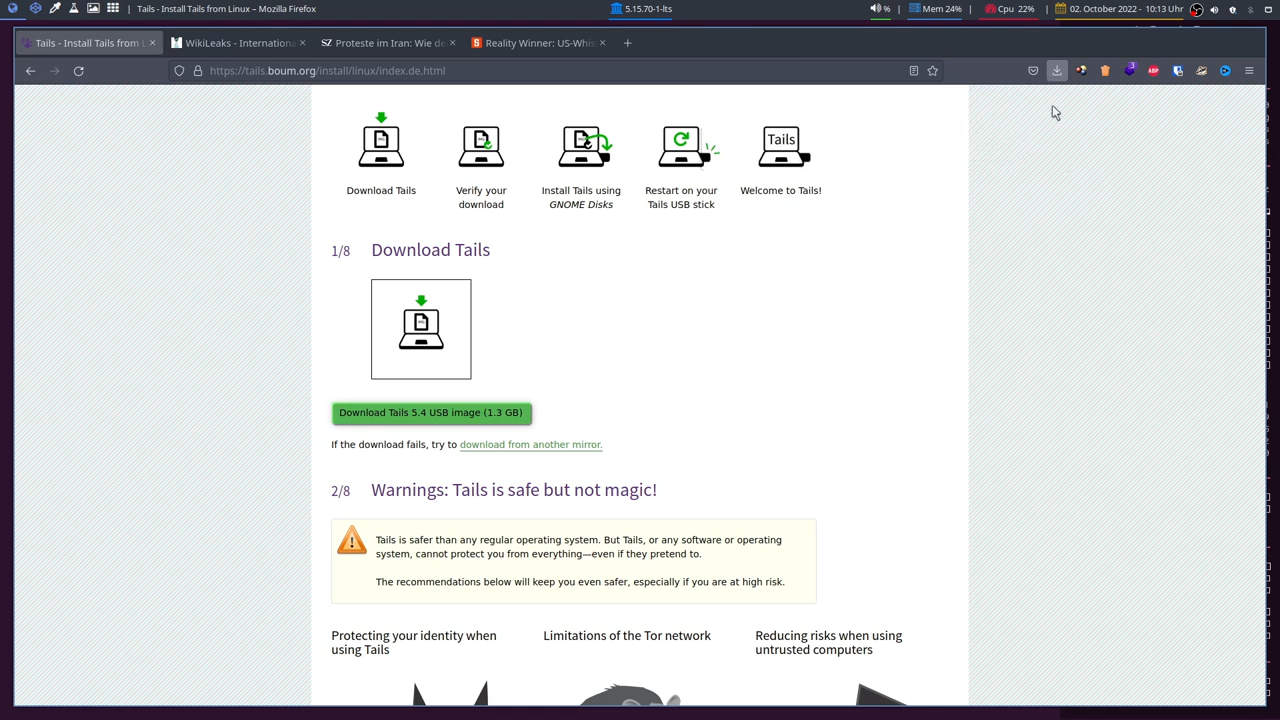 Tails - Install Tails from Linux – Mozilla Firefox
5.15.70-1-lts
%
Mem 24%
Cpu 22%
02. October 2022 - 10:13 Uhr
Tails - Install Tails from L
WikiLeaks - Internationa
SZ Proteste im Iran: Wie de
Reality Winner: US-Whis
https://tails.boum.org/install/linux/index.de.html
3
ABP
Tails
Download Tails
Verify your
download
Install Tails using
GNOME Disks
Restart on your
Tails USB stick
Welcome to Tails!
1/8 Download Tails
Download Tails 5.4 USB image (1.3 GB)
If the download fails, try to download from another mirror.
2/8 Warnings: Tails is safe but not magic!
Tails is safer than any regular operating system. But Tails, or any software or operating
system, cannot protect you from everything—even if they pretend to.
The recommendations below will keep you even safer, especially if you are at high risk.
Protecting your identity when
using Tails
Limitations of the Tor network
Reducing risks when using
untrusted computers